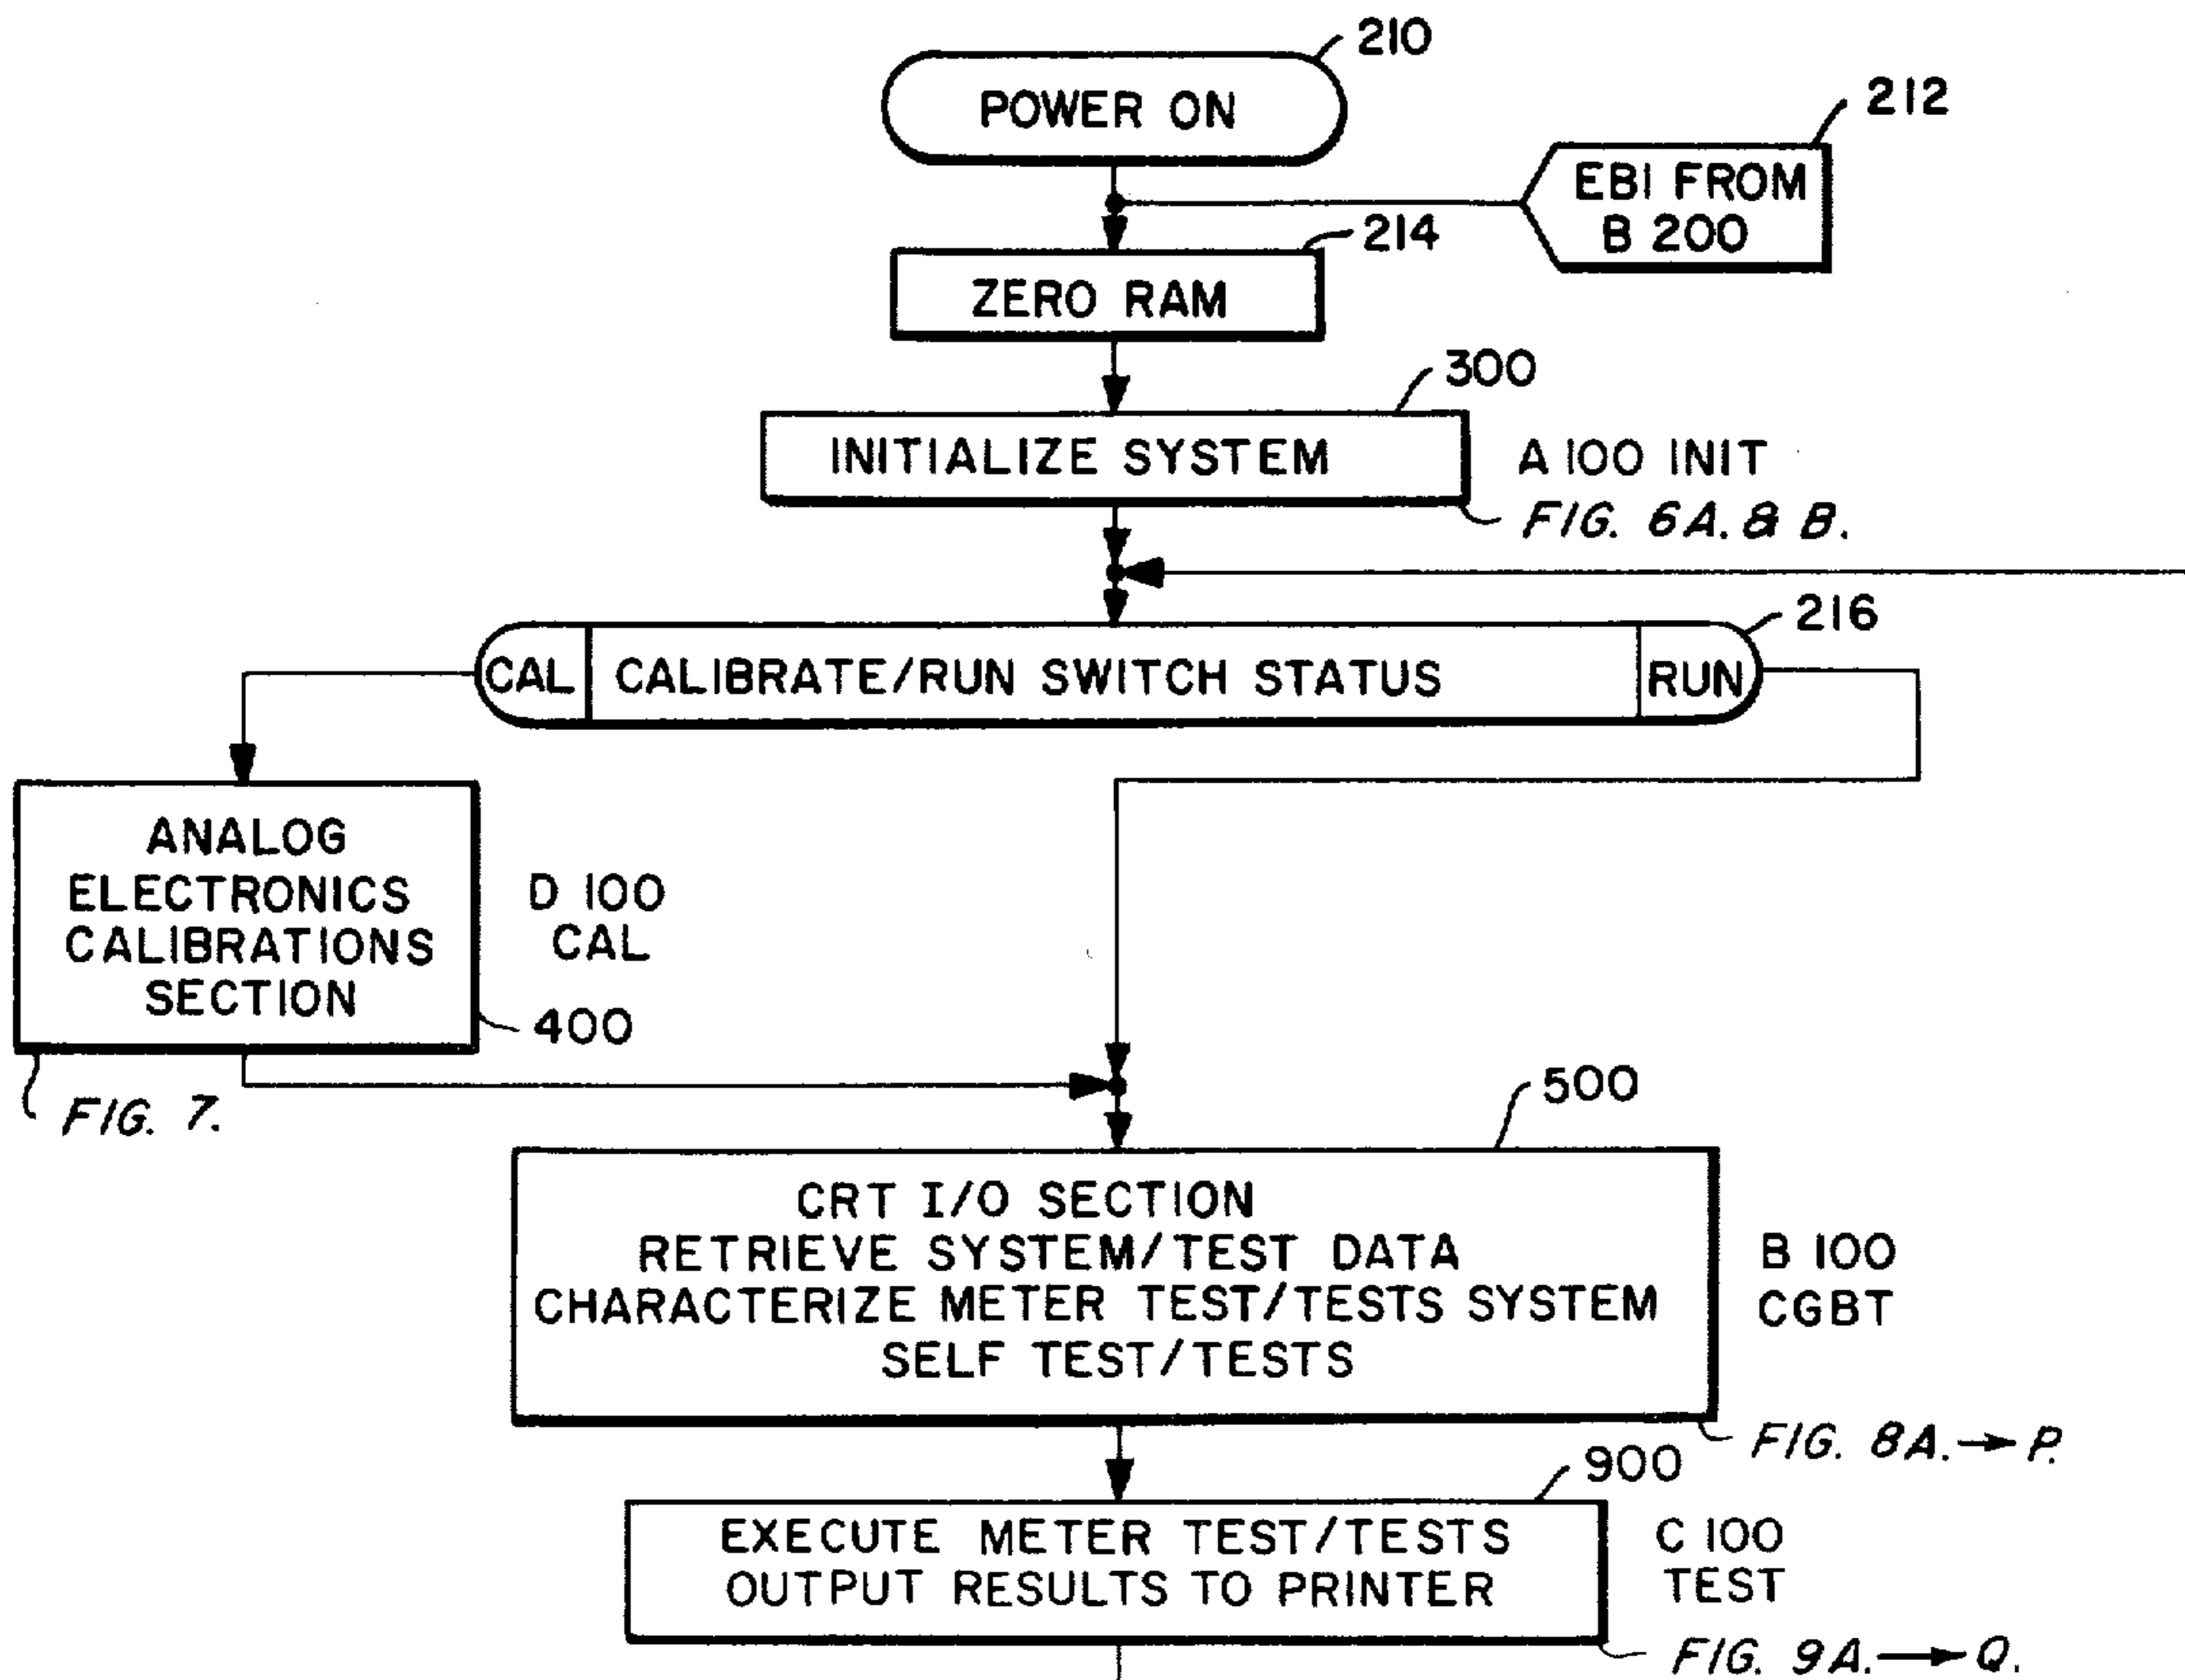 210
POWER ON
212
EBI FROM
B 200
214
ZERO RAM
300
INITIALIZE SYSTEM
A 100 INIT
FIG. 6A. & B.
216
CAL
CALIBRATE/RUN SWITCH STATUS
RUN
ANALOG
ELECTRONICS
CALIBRATIONS
SECTION
D 100
CAL
400
FIG. 7.
500
CRT I/O SECTION
RETRIEVE SYSTEM/TEST DATA
CHARACTERIZE METER TEST/TESTS SYSTEM
SELF TEST/TESTS
B 100
CGBT
FIG. 8A.→P.
900
EXECUTE METER TEST/TESTS
OUTPUT RESULTS TO PRINTER
C 100
TEST
FIG. 9A.→Q.